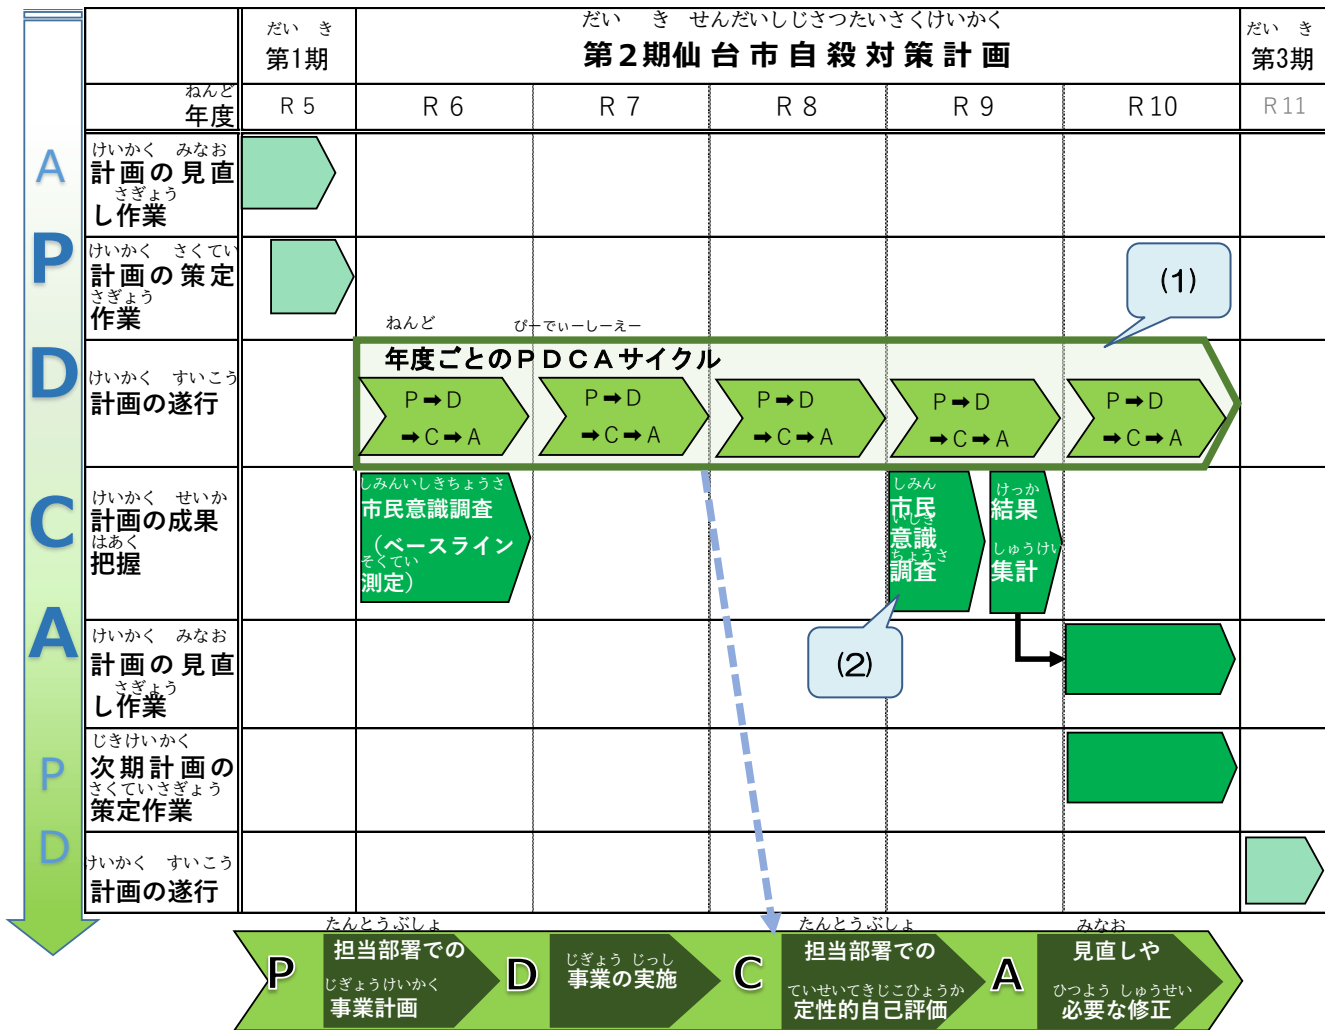 だい き
第1期
だい き せんだいしじさつたいさくけいかく
第2期仙台市自殺対策計画
だい き
第3期
ねんど
年度
R5
R6
R7
R8
R9
R10
R11
A
P
D
C
A
P
D
けいかく みなお
計画の見直
さぎょう
し作業
けいかく さくてい
計画の策定
さぎょう
作業
(1)
ねんど ぴーでぃーしーえー
年度ごとのPDCAサイクル
けいかく すいこう
計画の遂行
P➡D
➡C➡A
P➡D
➡C➡A
P➡D
➡C➡A
P➡D
➡C➡A
P➡D
➡C➡A
けいかく せいか
計画の成果
はあく
把握
しみんいしきちょうさ
市民意識調査
(ベースライン
そくてい
測定)
しみん
市民
いしき
意識
ちょうさ
調査
けっか
結果
しゅうけい
集計
(2)
けいかく みなお
計画の見直
さぎょう
し作業
じきけいかく
次期計画の
さくていさぎょう
策定作業
けいかく すいこう
計画の遂行
P
たんとうぶしょ
担当部署での
じぎょうけいかく
事業計画
D
じぎょう じっし
事業の実施
C
たんとうぶしょ
担当部署での
ていせいてきじこひょうか
定性的自己評価
A
みなお
見直しや
ひつよう しゅうせい
必要な修正